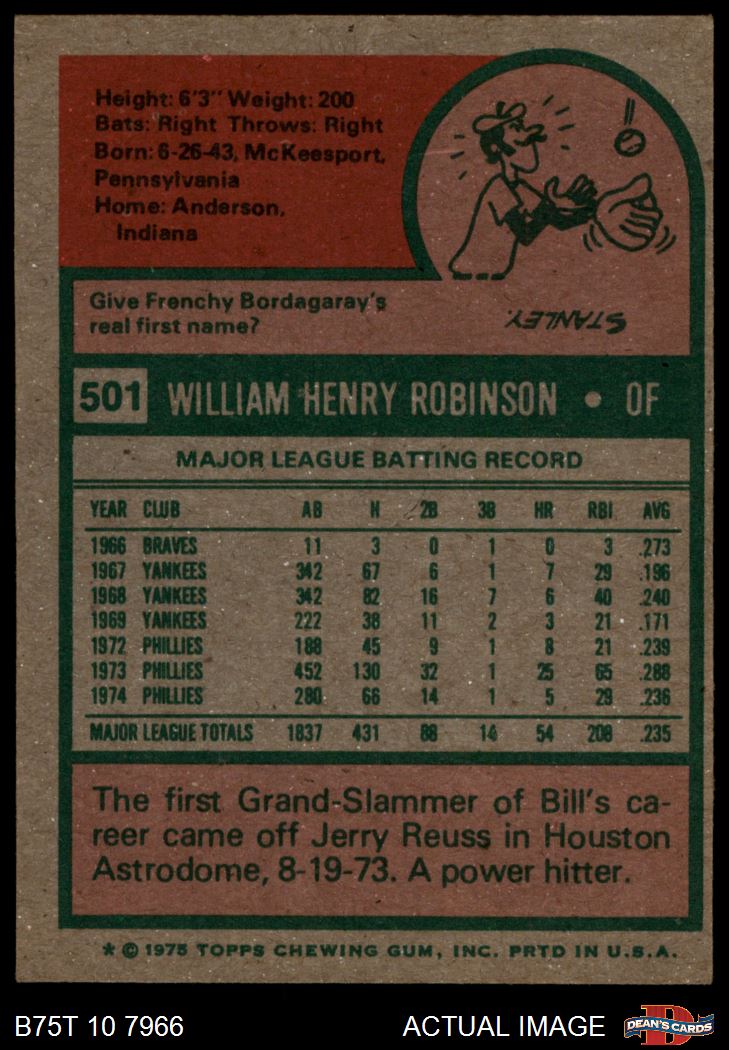 Height: 6'3" Weight: 200
Bats: Right Throws: Right
Born: 6-26-43, McKeesport,
Pennsylvania
Home: Anderson,
Indiana
Give Frenchy Bordagaray's
real first name?
STANLEY.
501 WILLIAM HENRY ROBINSON • OF
MAJOR LEAGUE BATTING RECORD
YEAR CLUB AB H 2B 3B HR RBI AVG
1966 BRAVES 11 3 0 1 0 3 .273
1967 YANKEES 342 67 6 1 7 29 .196
1968 YANKEES 342 82 16 7 6 40 .240
1969 YANKEES 222 38 11 2 3 21 .171
1972 PHILLIES 188 45 9 1 8 21 .239
1973 PHILLIES 452 130 32 1 25 65 .288
1974 PHILLIES 280 66 14 1 5 29 .236
MAJOR LEAGUE TOTALS 1837 431 88 14 54 208 .235
The first Grand-Slammer of Bill's ca-
reer came off Jerry Reuss in Houston
Astrodome, 8-19-73. A power hitter.
* © 1975 TOPPS CHEWING GUM, INC. PRTD IN U.S.A.
B75T 10 7966 ACTUAL IMAGE DEAN'S CARDS